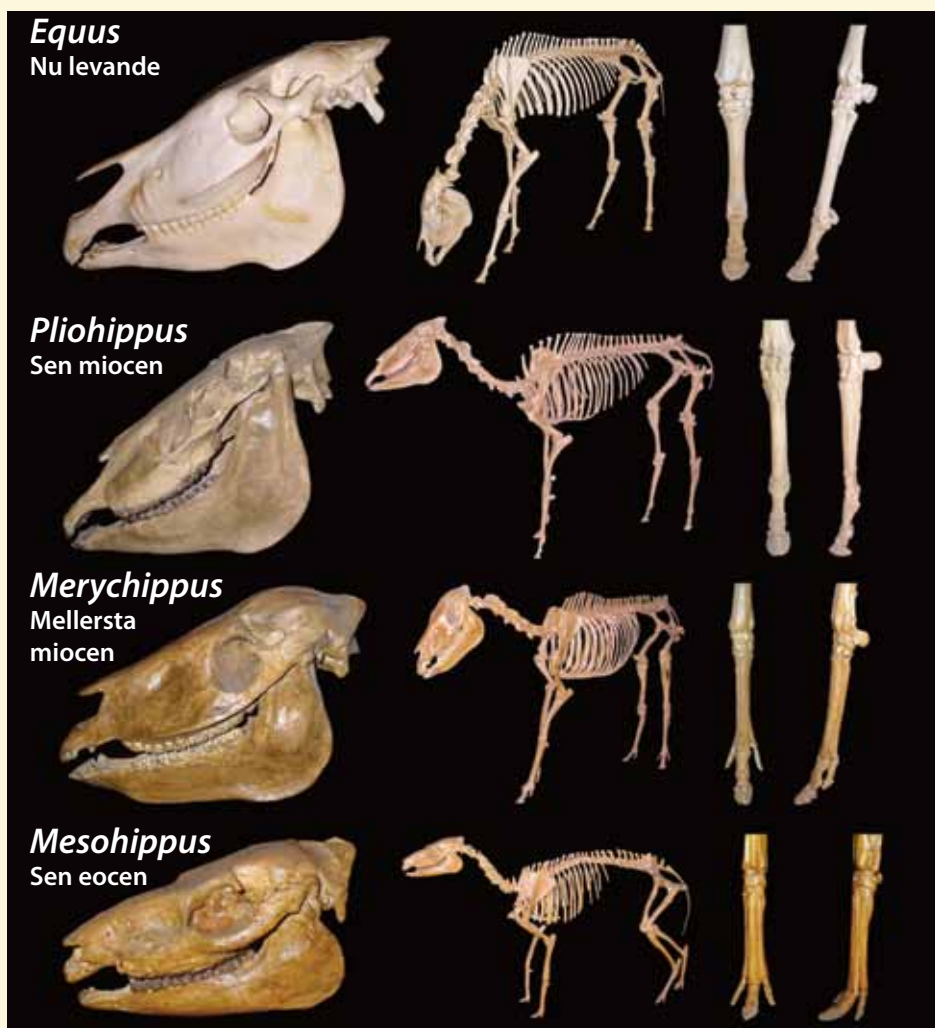 Equus
Nu levande
Pliohippus
Sen miocen
Merychippus
Mellersta
miocen
Mesohippus
Sen eocen